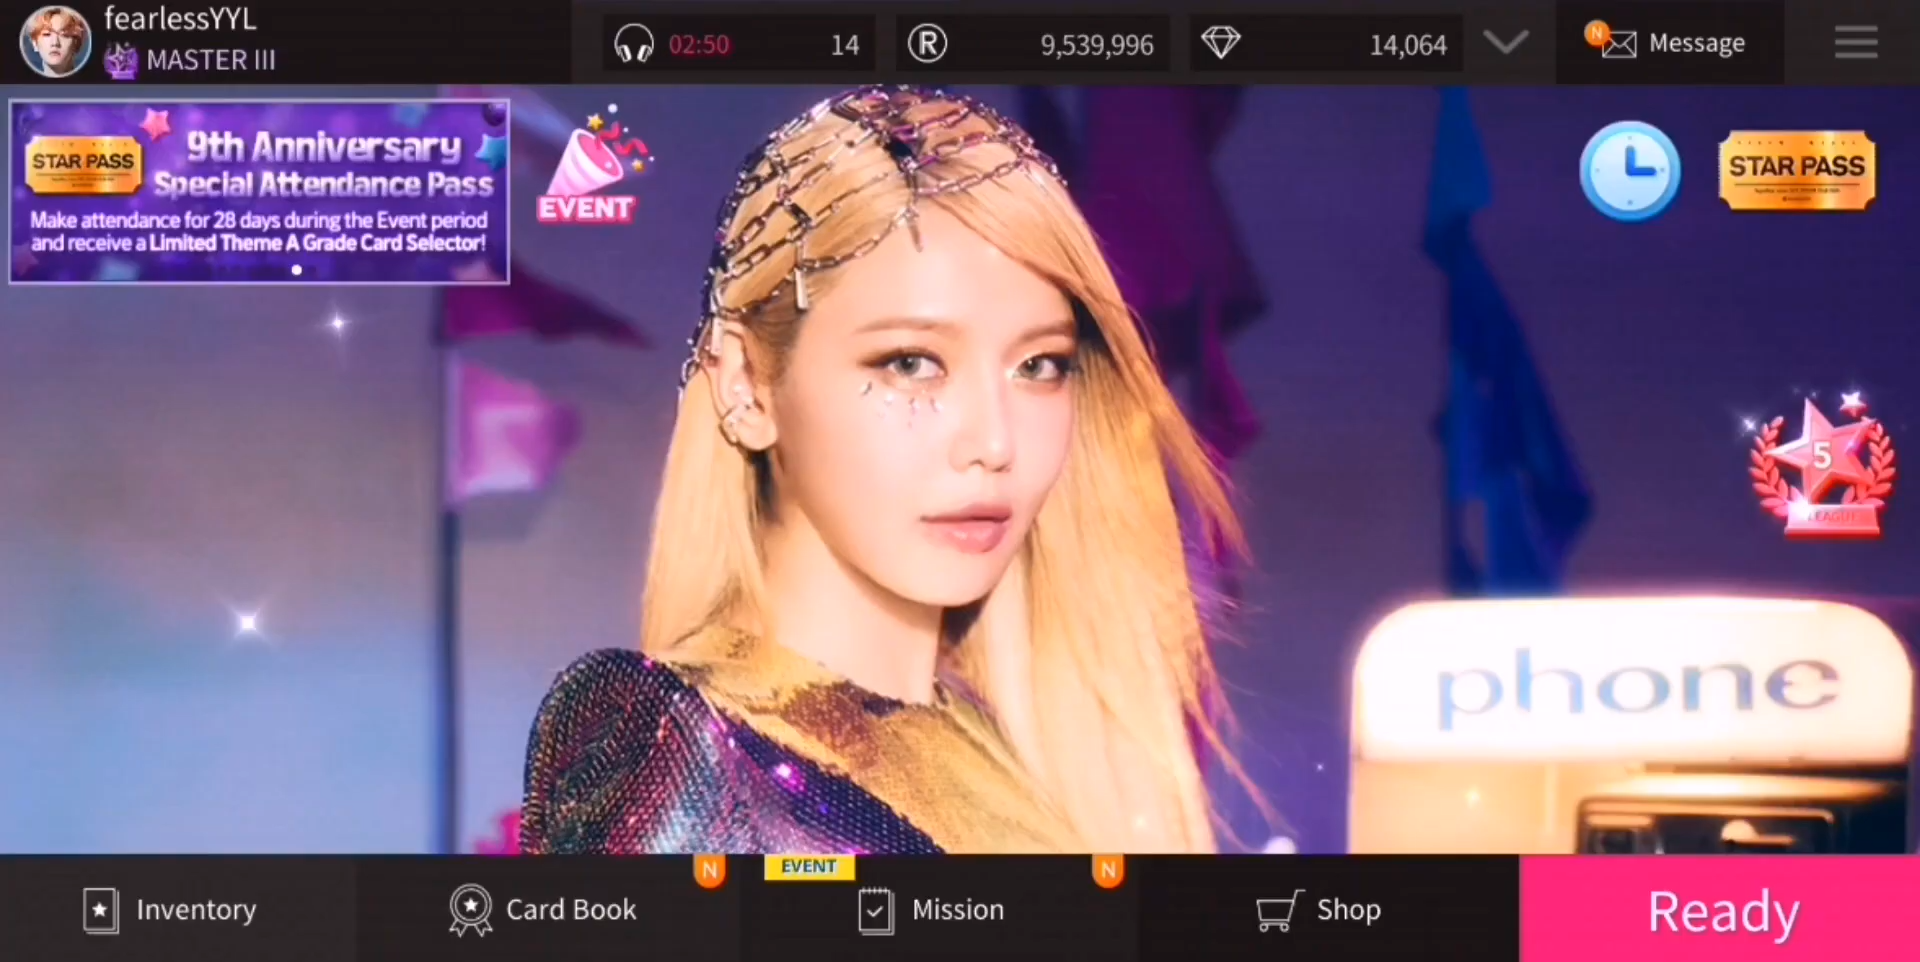 fearlessYYL
MASTER III
02:50
14
R
9,539,996
14,064
N
Message
STAR PASS
9th Anniversary
Special Attendance Pass
Make attendance for 28 days during the Event period
and receive a Limited Theme A Grade Card Selector!
EVENT
STAR PASS
5
LEAGUE
phone
Inventory
Card Book
N
EVENT
Mission
N
Shop
Ready